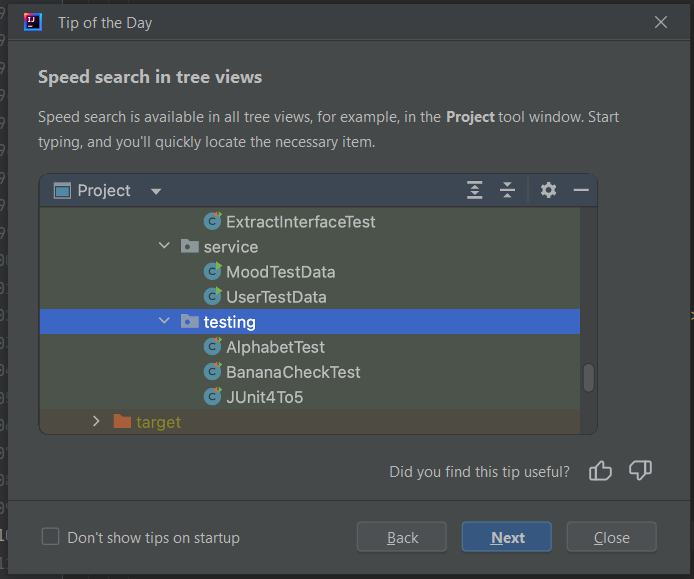 Tip of the Day
Speed search in tree views
Speed search is available in all tree views, for example, in the Project tool window. Start
typing, and you'll quickly locate the necessary item.
Project
ExtractInterfaceTest
service
MoodTestData
UserTestData
testing
AlphabetTest
BananaCheckTest
JUnit4To5
target
Did you find this tip useful?
Don't show tips on startup
Back
Next
Close